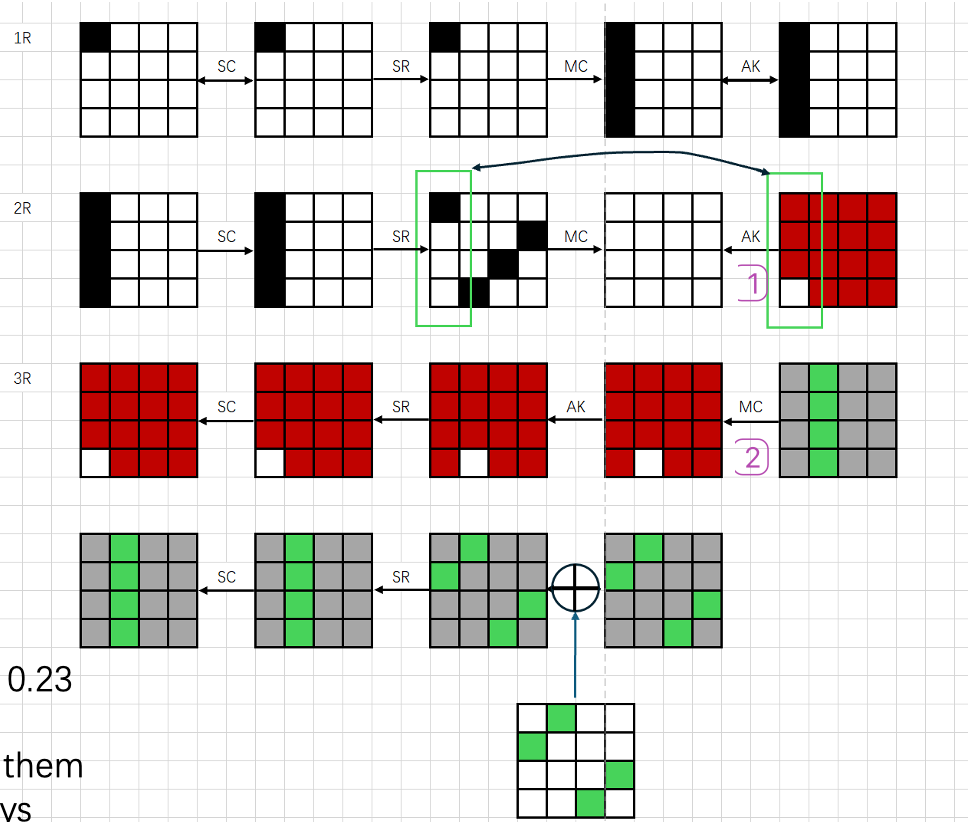 1R
SC SR MC AK
2R
SC SR MC AK
1
3R
SC SR AK MC
2
SC SR
0.23
them
vs